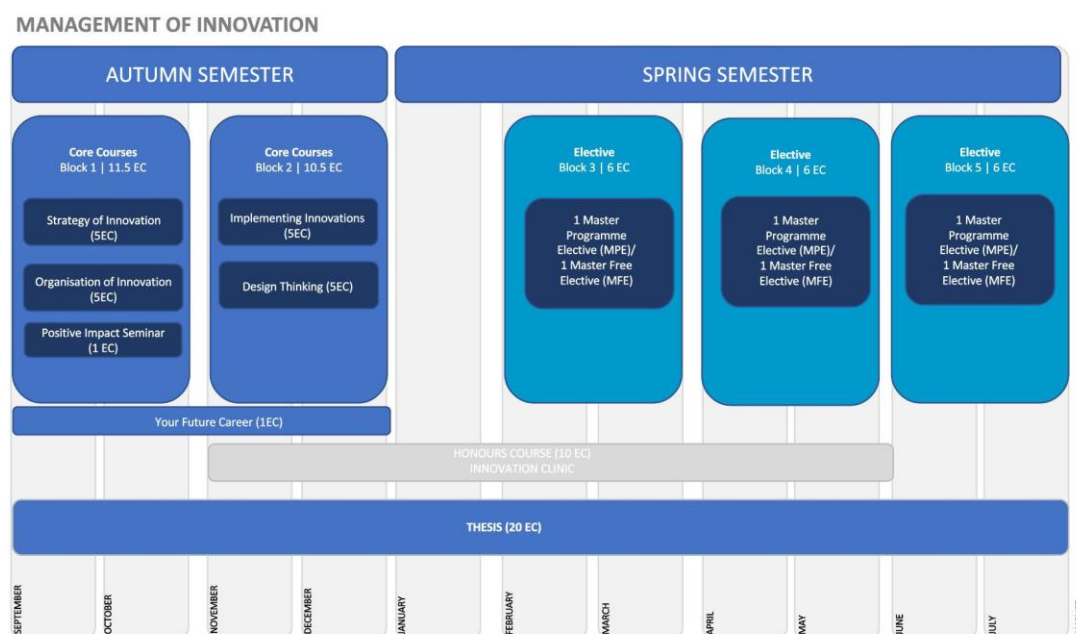 MANAGEMENT OF INNOVATION
AUTUMN SEMESTER
SPRING SEMESTER
Core Courses
Block 1 | 11.5 EC
Strategy of Innovation
(5EC)
Organisation of Innovation
(5EC)
Positive Impact Seminar
(1 EC)
Core Courses
Block 2 | 10.5 EC
Implementing Innovations
(5EC)
Design Thinking (5EC)
Elective
Block 3 | 6 EC
1 Master
Programme
Elective (MPE)/
1 Master Free
Elective (MFE)
Elective
Block 4 | 6 EC
1 Master
Programme
Elective (MPE)/
1 Master Free
Elective (MFE)
Elective
Block 5 | 6 EC
1 Master
Programme
Elective (MPE)/
1 Master Free
Elective (MFE)
Your Future Career (1EC)
HONOURS COURSE (10 EC)
INNOVATION CLINIC
THESIS (20 EC)
SEPTEMBER
OCTOBER
NOVEMBER
DECEMBER
JANUARY
FEBRUARY
MARCH
APRIL
MAY
JUNE
JULY